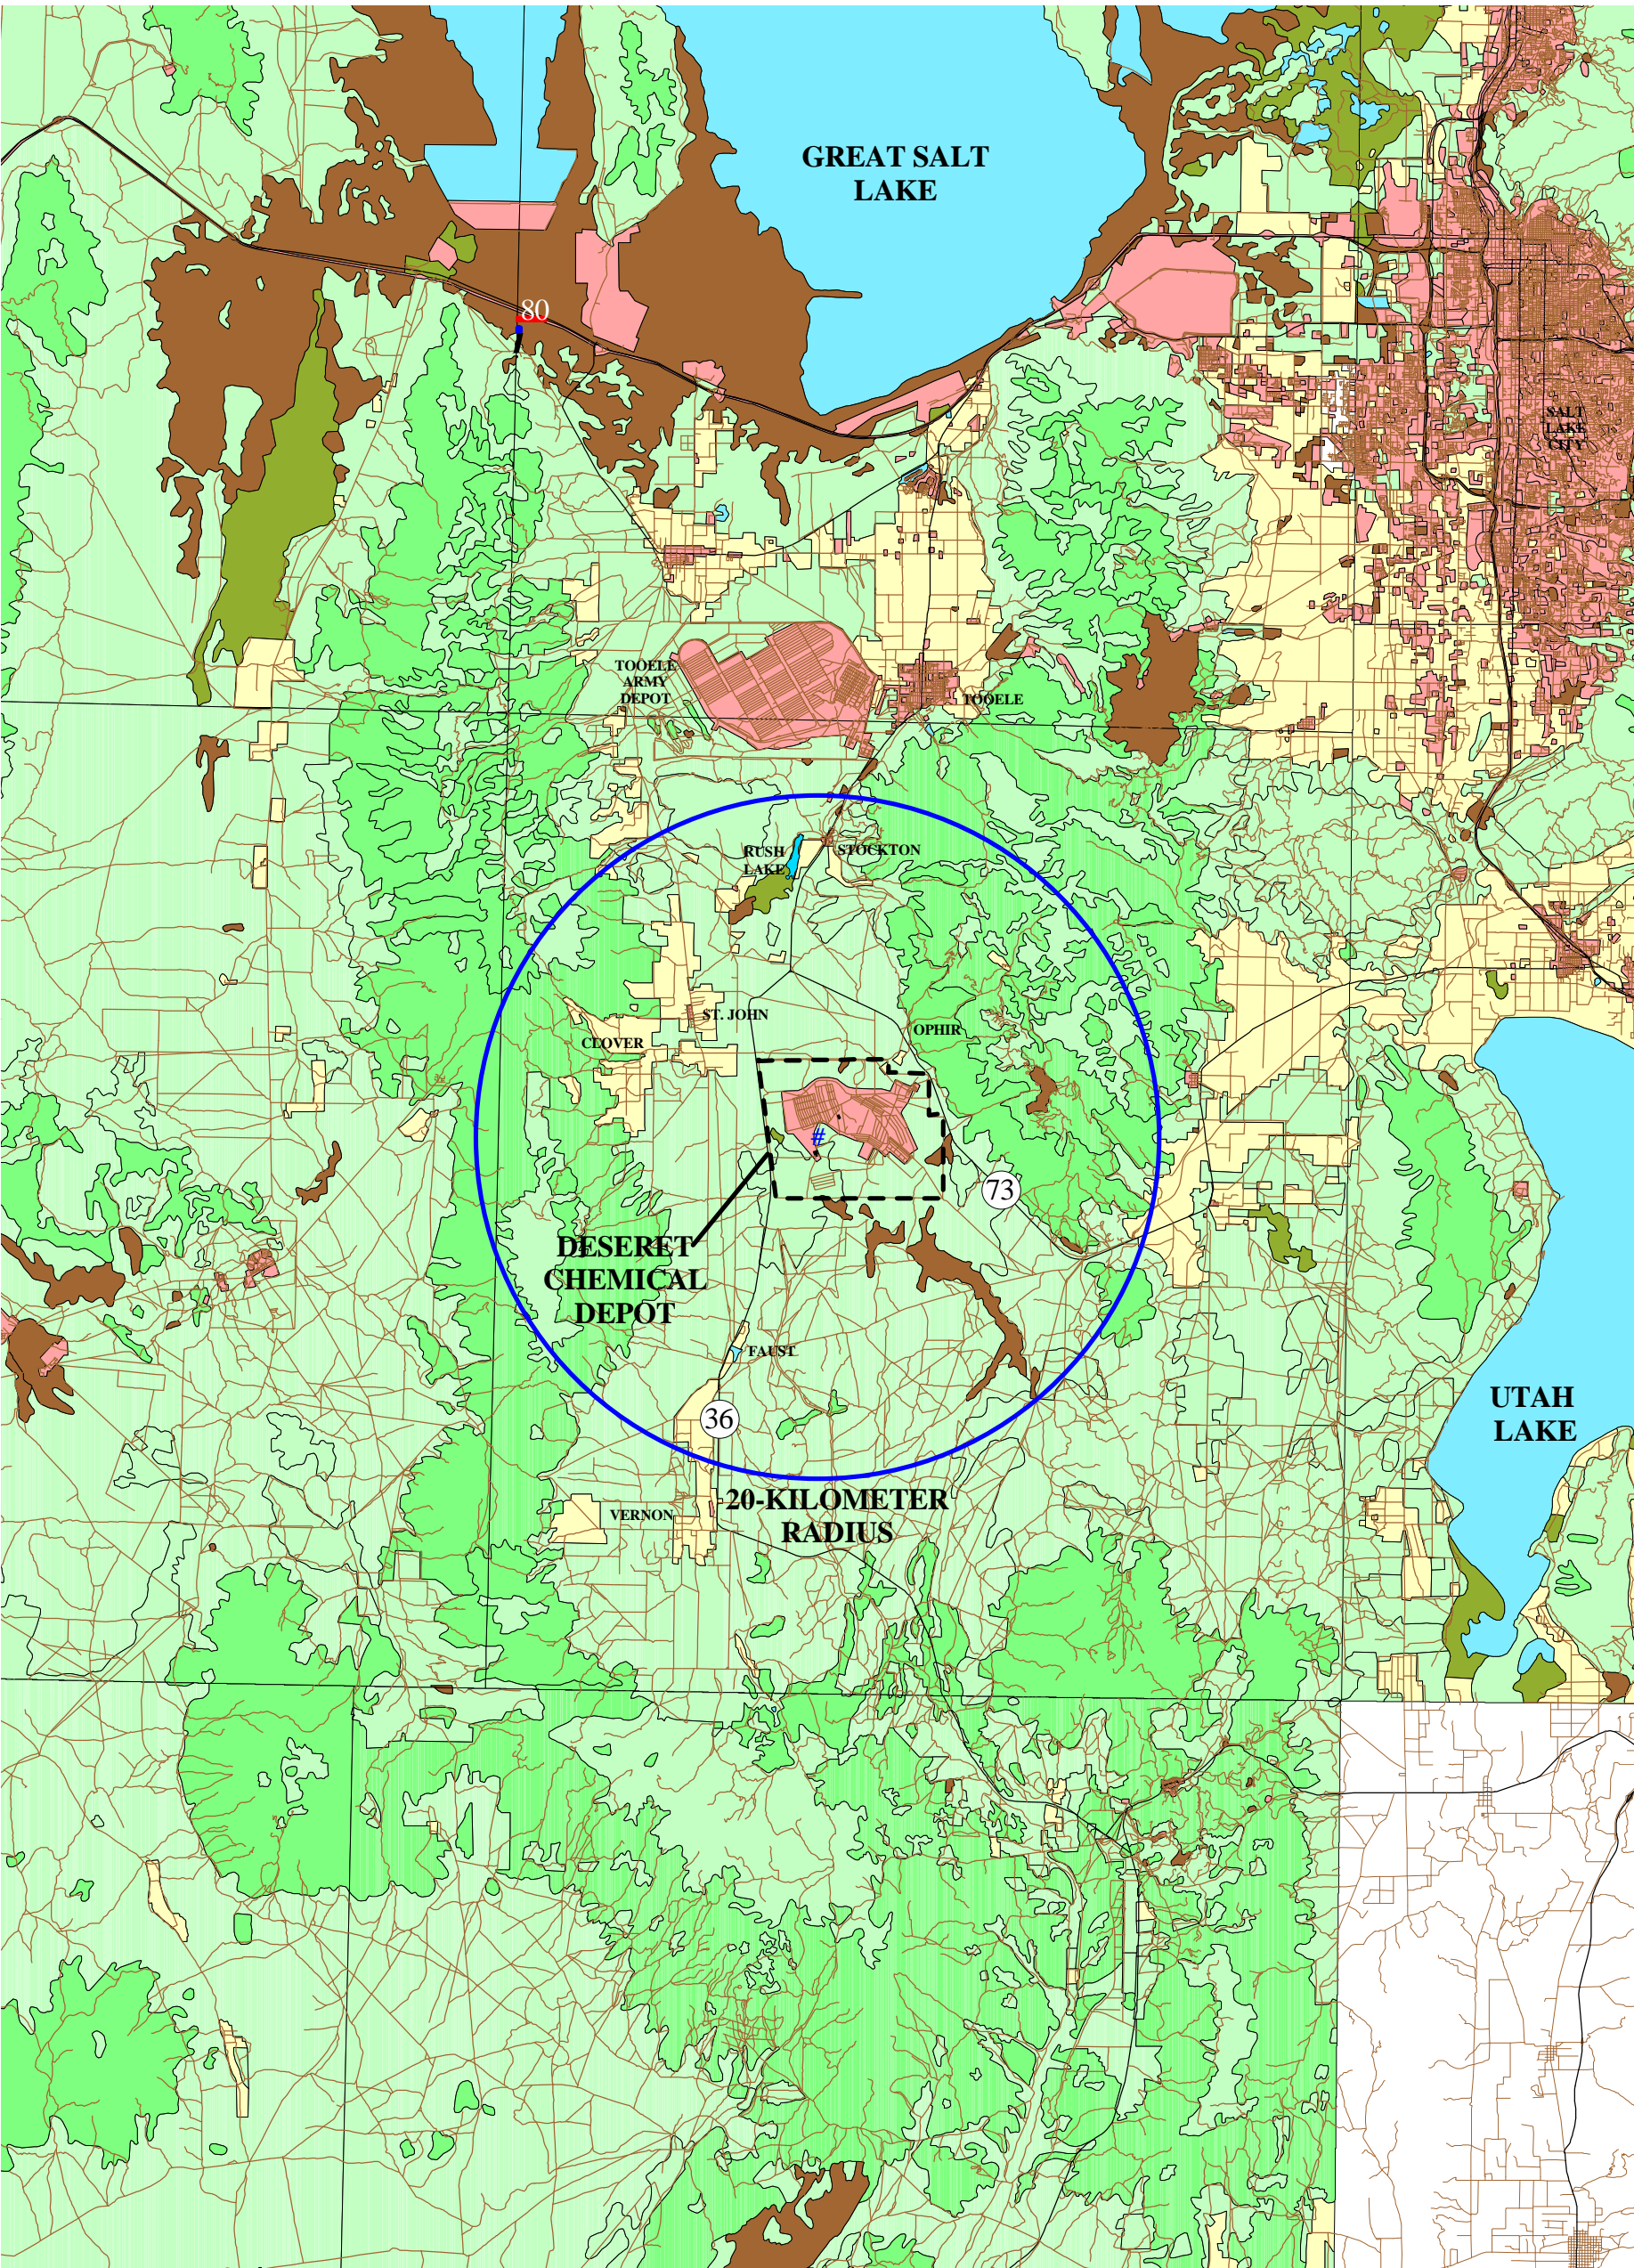 GREAT SALT
LAKE
80
SALT
LAKE
CITY
TOOELE
ARMY
DEPOT
TOOELE
RUSH
LAKE
STOCKTON
ST. JOHN
OPHIR
CLOVER
#
73
DESERET
CHEMICAL
DEPOT
FAUST
36
UTAH
LAKE
20-KILOMETER
RADIUS
VERNON